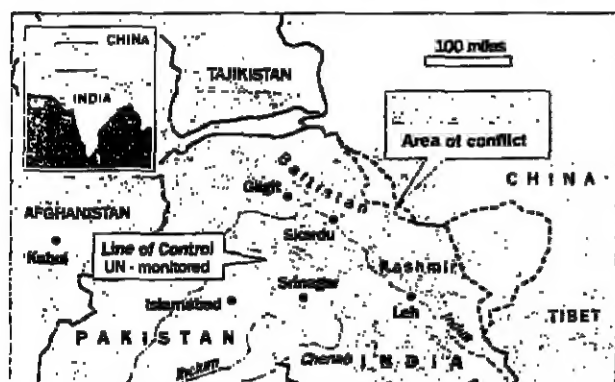 CHINA
INDIA
TAJIKISTAN
100 miles
Area of conflict
CHINA
Baltistan
Gilgit
AFGHANISTAN
Kabul
Line of Control
UN - monitored
Skardu
Kashmir
Srinagar
Islamabad
Leh
Indus
TIBET
PAKISTAN
Chenab
INDIA